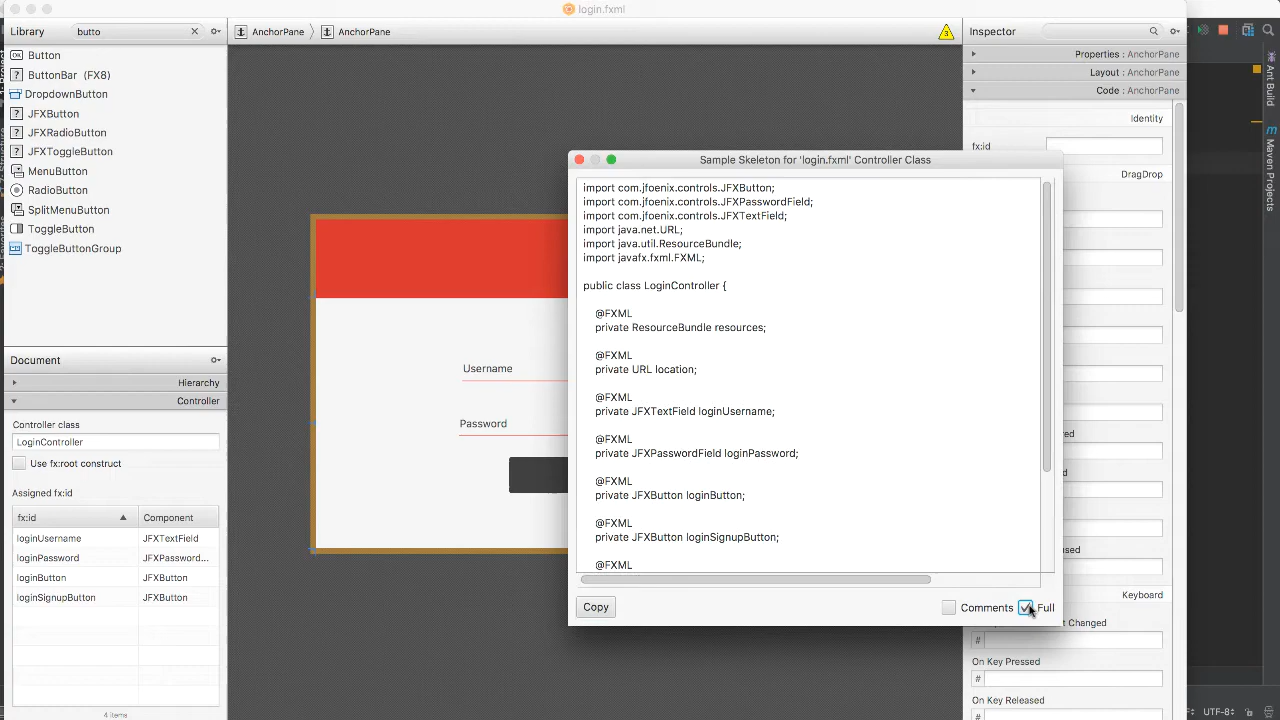 login.fxml
Library
butto
AnchorPane
AnchorPane
3
Inspector
Button
ButtonBar (FX8)
DropdownButton
JFXButton
JFXRadioButton
JFXToggleButton
MenuButton
RadioButton
SplitMenuButton
ToggleButton
ToggleButtonGroup
Properties : AnchorPane
Layout : AnchorPane
Code : AnchorPane
Identity
fx:id
DragDrop
Sample Skeleton for 'login.fxml' Controller Class
import com.jfoenix.controls.JFXButton;
import com.jfoenix.controls.JFXPasswordField;
import com.jfoenix.controls.JFXTextField;
import java.net.URL;
import java.util.ResourceBundle;
import javafx.fxml.FXML;
public class LoginController {
@FXML
private ResourceBundle resources;
@FXML
private URL location;
@FXML
private JFXTextField loginUsername;
@FXML
private JFXPasswordField loginPassword;
@FXML
private JFXButton loginButton;
@FXML
private JFXButton loginSignupButton;
@FXML
Copy
Comments
Full
Username
Password
Document
Hierarchy
Controller
Controller class
LoginController
Use fx:root construct
Assigned fx:id
fx:id Component
loginUsername JFXTextField
loginPassword JFXPassword...
loginButton JFXButton
loginSignupButton JFXButton
4 items
Keyboard
t Changed
#
On Key Pressed
#
On Key Released
#
Ant Build
Maven Projects
UTF-8